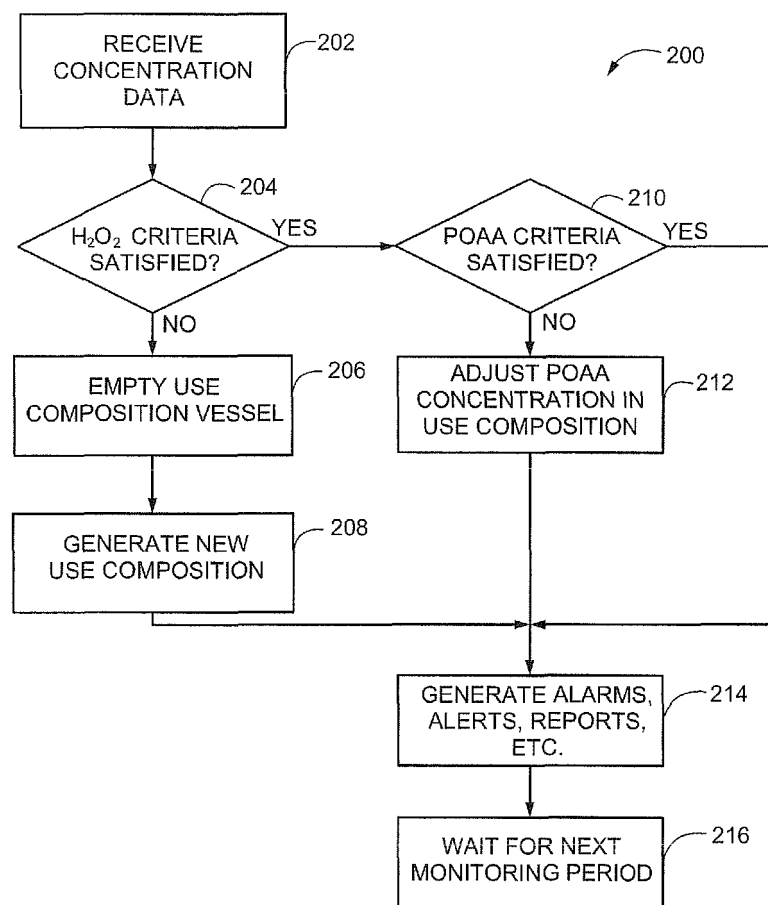 RECEIVE
CONCENTRATION
DATA
202
200
204
H₂O₂ CRITERIA
SATISFIED?
YES
NO
210
POAA CRITERIA
SATISFIED?
YES
NO
EMPTY USE
COMPOSITION VESSEL
206
ADJUST POAA
CONCENTRATION IN
USE COMPOSITION
212
GENERATE NEW
USE COMPOSITION
208
GENERATE ALARMS,
ALERTS, REPORTS,
ETC.
214
WAIT FOR NEXT
MONITORING PERIOD
216